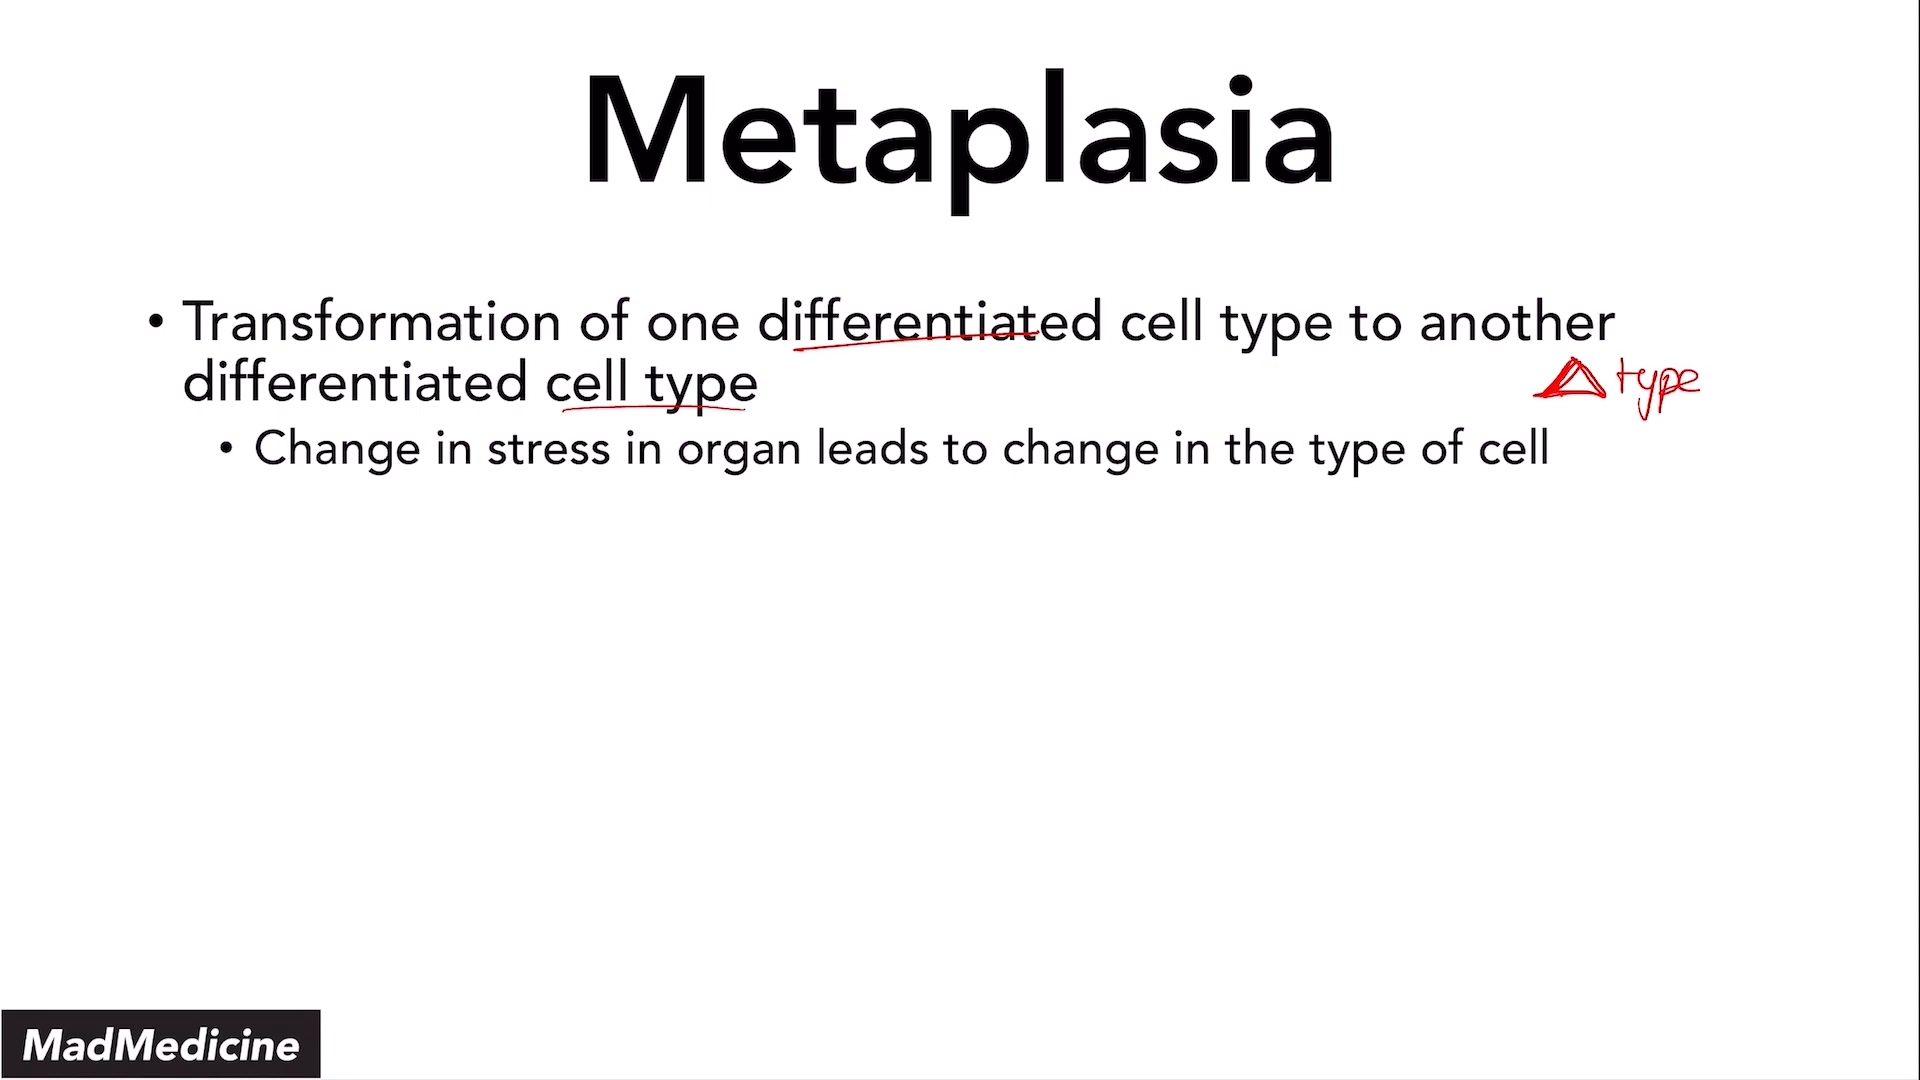 Metaplasia
• Transformation of one differentiated cell type to another
differentiated cell type
△ type
• Change in stress in organ leads to change in the type of cell
MadMedicine